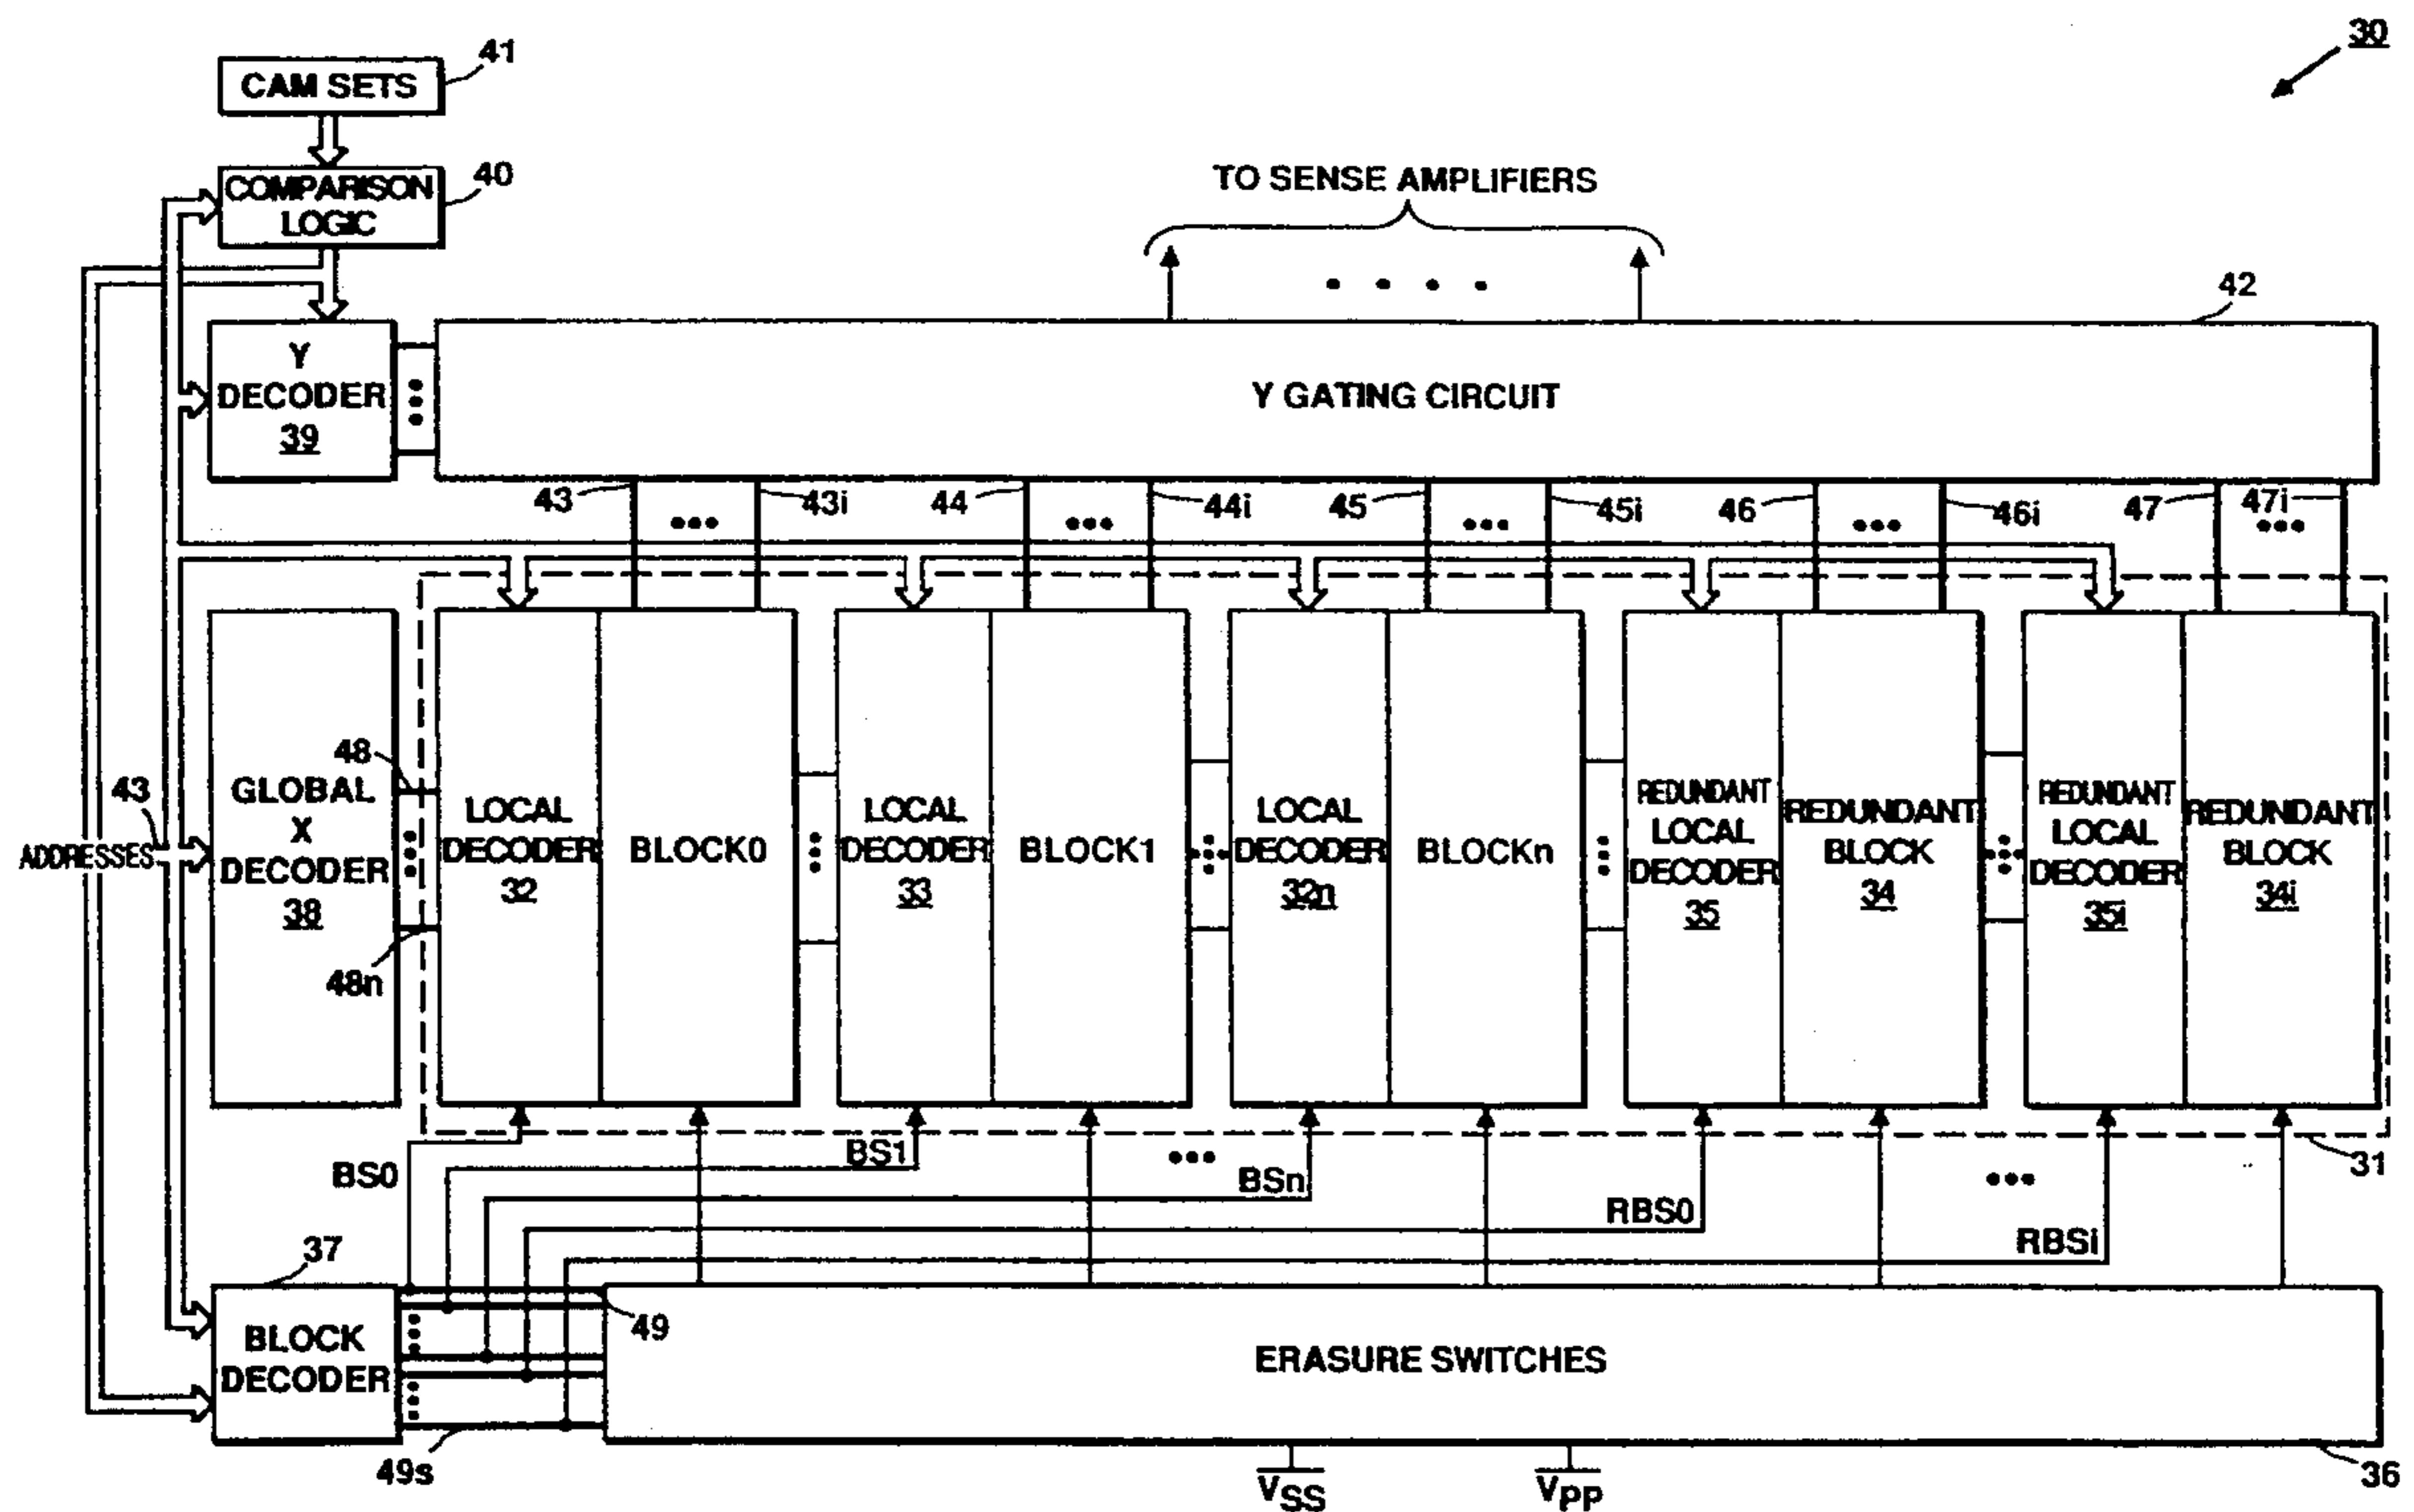 30
CAM SETS
41
COMPARISON
LOGIC
40
TO SENSE AMPLIFIERS
42
Y
DECODER
39
Y GATING CIRCUIT
43
43i
44
44i
45
45i
46
46i
47
47i
43
ADDRESSES
GLOBAL
X
DECODER
38
48
48n
LOCAL
DECODER
32
BLOCK0
LOCAL
DECODER
33
BLOCK1
LOCAL
DECODER
32n
BLOCKn
REDUNDANT
LOCAL
DECODER
35
REDUNDANT
BLOCK
34
REDUNDANT
LOCAL
DECODER
35i
REDUNDANT
BLOCK
34i
BS0
BS1
BSn
RBS0
RBSi
31
37
BLOCK
DECODER
49
49s
ERASURE SWITCHES
VSS
VPP
36